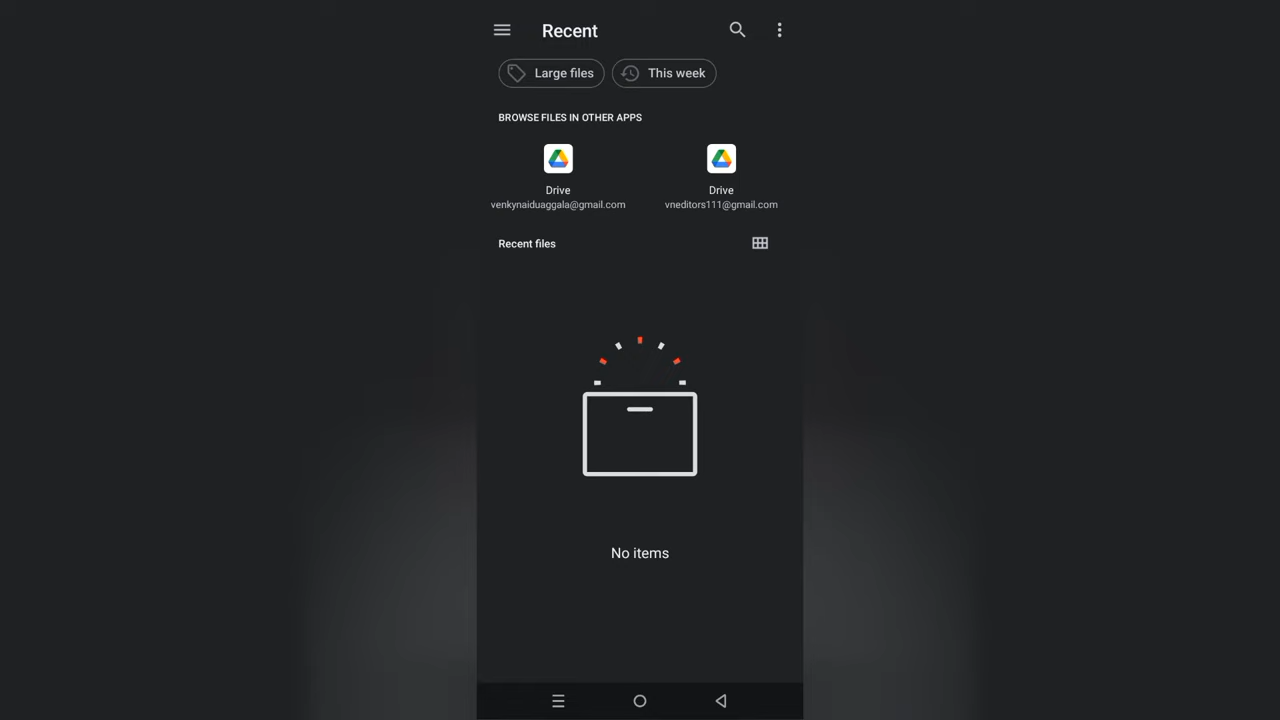 Recent
Large files
This week
BROWSE FILES IN OTHER APPS
Drive
venkynaiduaggala@gmail.com
Drive
vneditors111@gmail.com
Recent files
No items